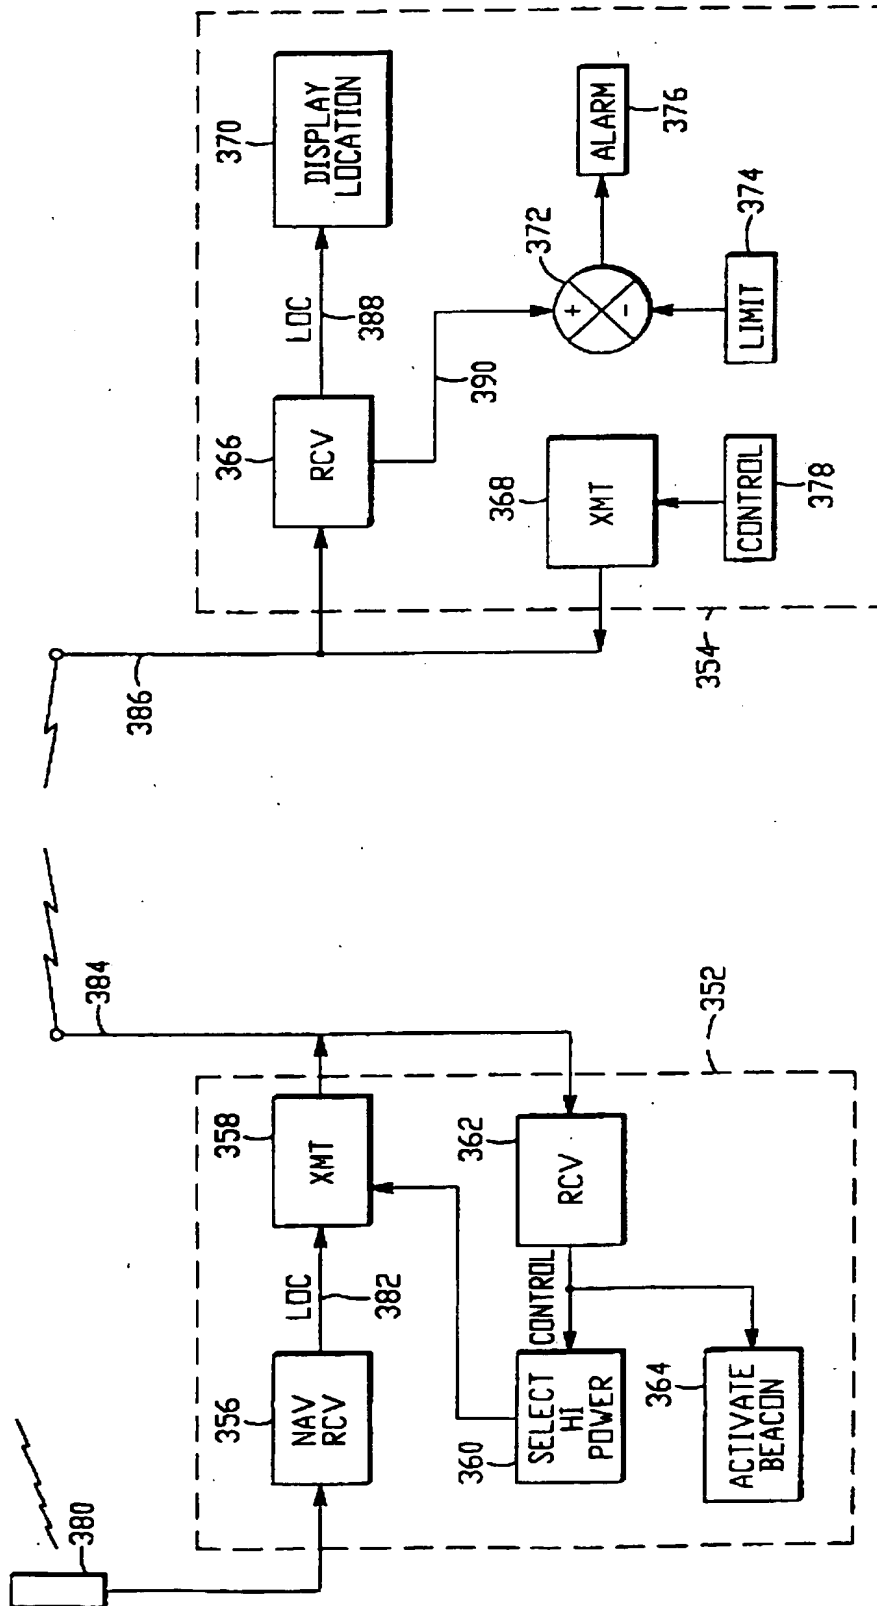 380
356
NAV
RCV
LOC
382
358
XMT
384
360
SELECT
HI
POWER
CONTROL
362
RCV
364
ACTIVATE
BEACON
352
386
366
RCV
LOC
388
370
DISPLAY
LOCATION
390
368
XMT
372
+
-
ALARM
376
CONTROL
378
LIMIT
374
354